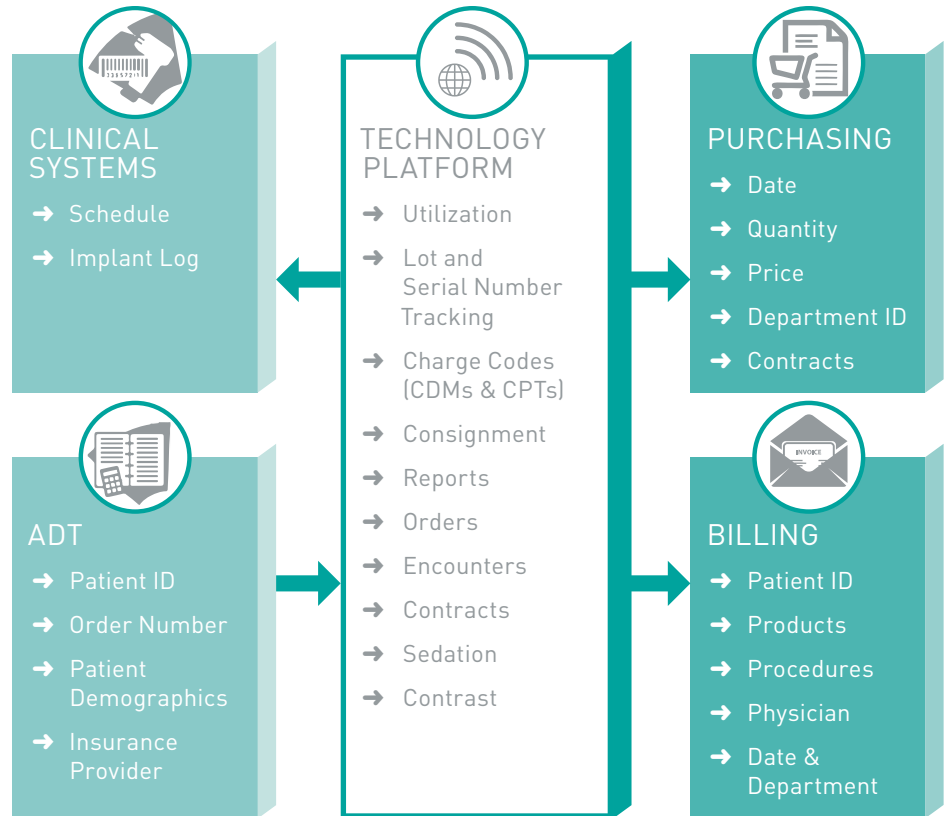 CLINICAL
SYSTEMS
➜ Schedule
➜ Implant Log
ADT
➜ Patient ID
➜ Order Number
➜ Patient
Demographics
➜ Insurance
Provider
TECHNOLOGY
PLATFORM
➜ Utilization
➜ Lot and
Serial Number
Tracking
➜ Charge Codes
(CDMs & CPTs)
➜ Consignment
➜ Reports
➜ Orders
➜ Encounters
➜ Contracts
➜ Sedation
➜ Contrast
PURCHASING
➜ Date
➜ Quantity
➜ Price
➜ Department ID
➜ Contracts
INVOICE
BILLING
➜ Patient ID
➜ Products
➜ Procedures
➜ Physician
➜ Date &
Department